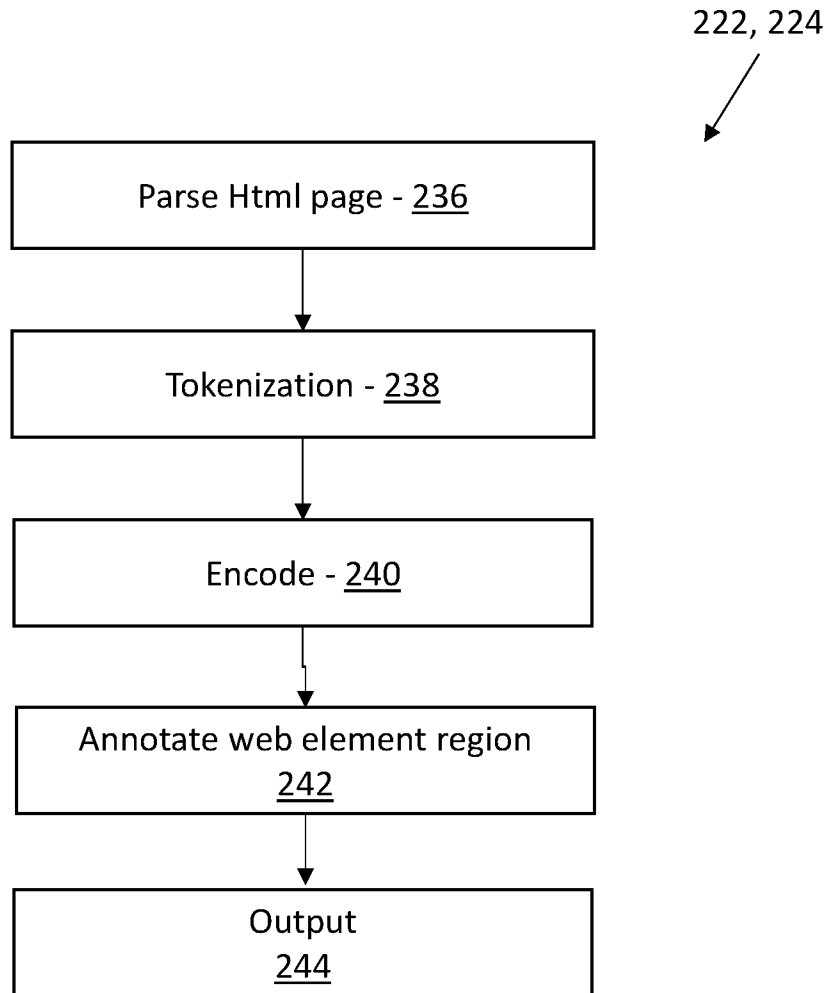 222, 224
Parse Html page - 236
Tokenization - 238
Encode - 240
Annotate web element region
242
Output
244